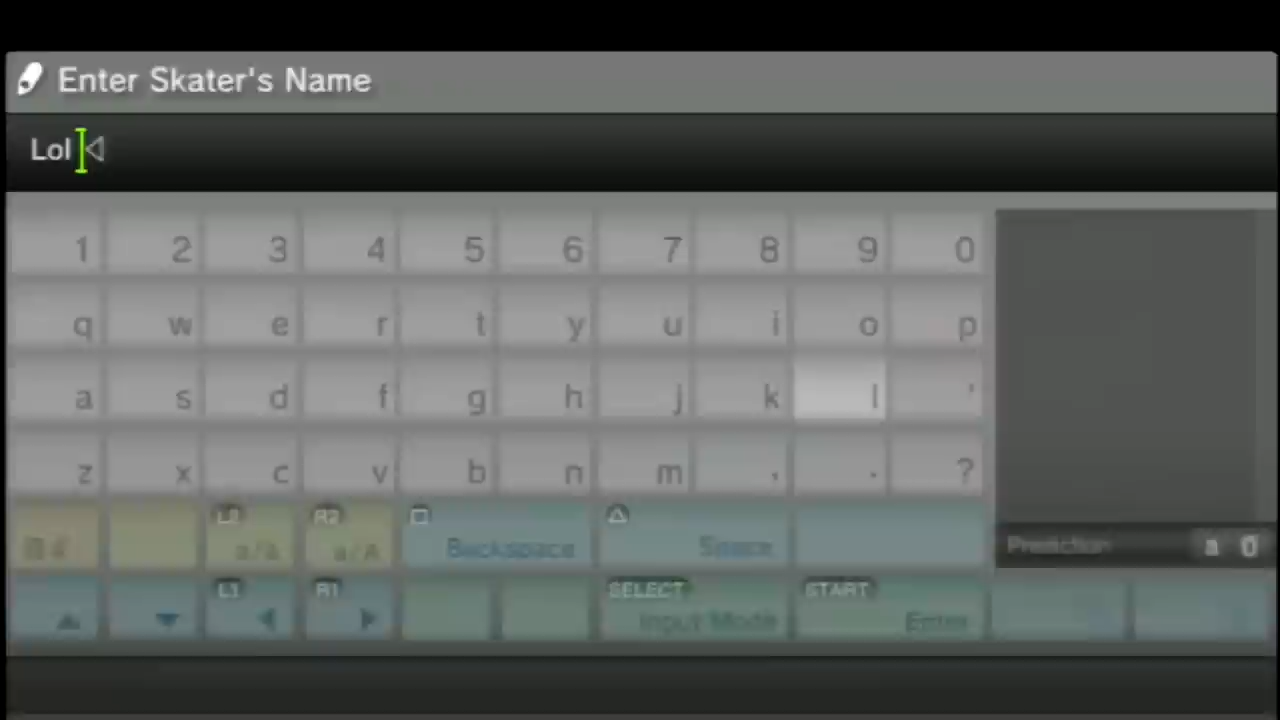 Enter Skater's Name
Lol
1 2 3 4 5 6 7 8 9 0
q w e r t y u i o p
a s d f g h j k l '
z x c v b n m , . ?
L2 R2
a/A a/A Backspace Space
Prediction
L1 R1 SELECT START
Input Mode Enter